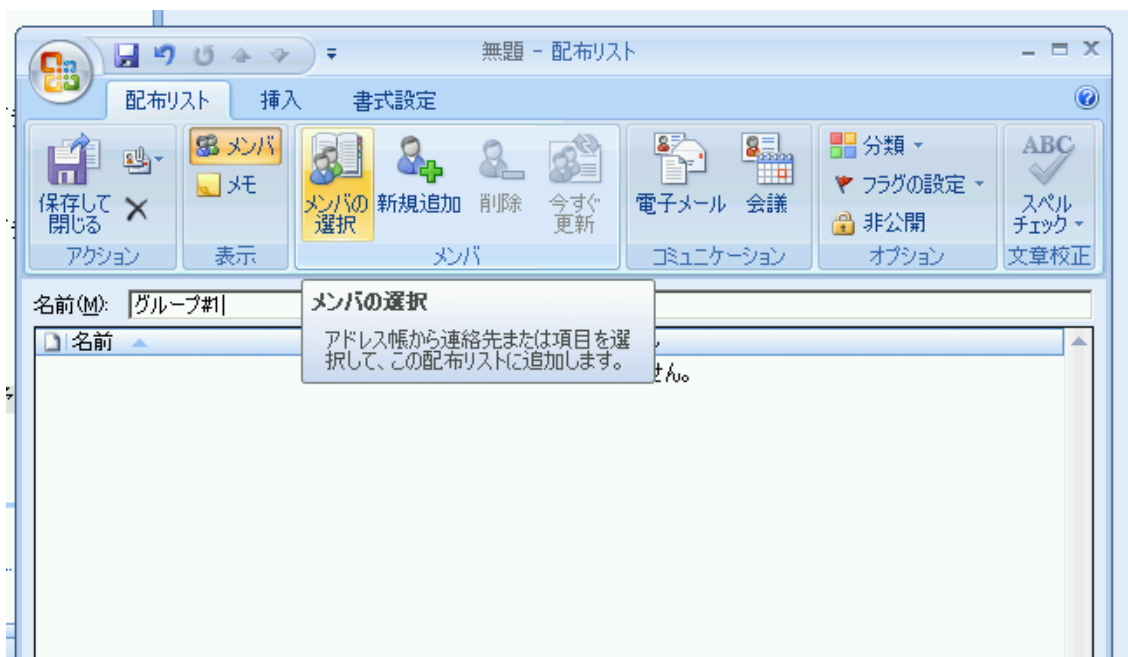 無題 - 配布リスト
配布リスト 挿入 書式設定
保存して
閉じる
メンバ
メモ
メンバの
選択
新規追加
削除
今すぐ
更新
電子メール
会議
分類
フラグの設定
非公開
ABC
スペル
チェック
アクション 表示 メンバ コミュニケーション オプション 文章校正
名前(M): グループ#1
メンバの選択
アドレス帳から連絡先または項目を選
択して、この配布リストに追加します。
名前
せん。